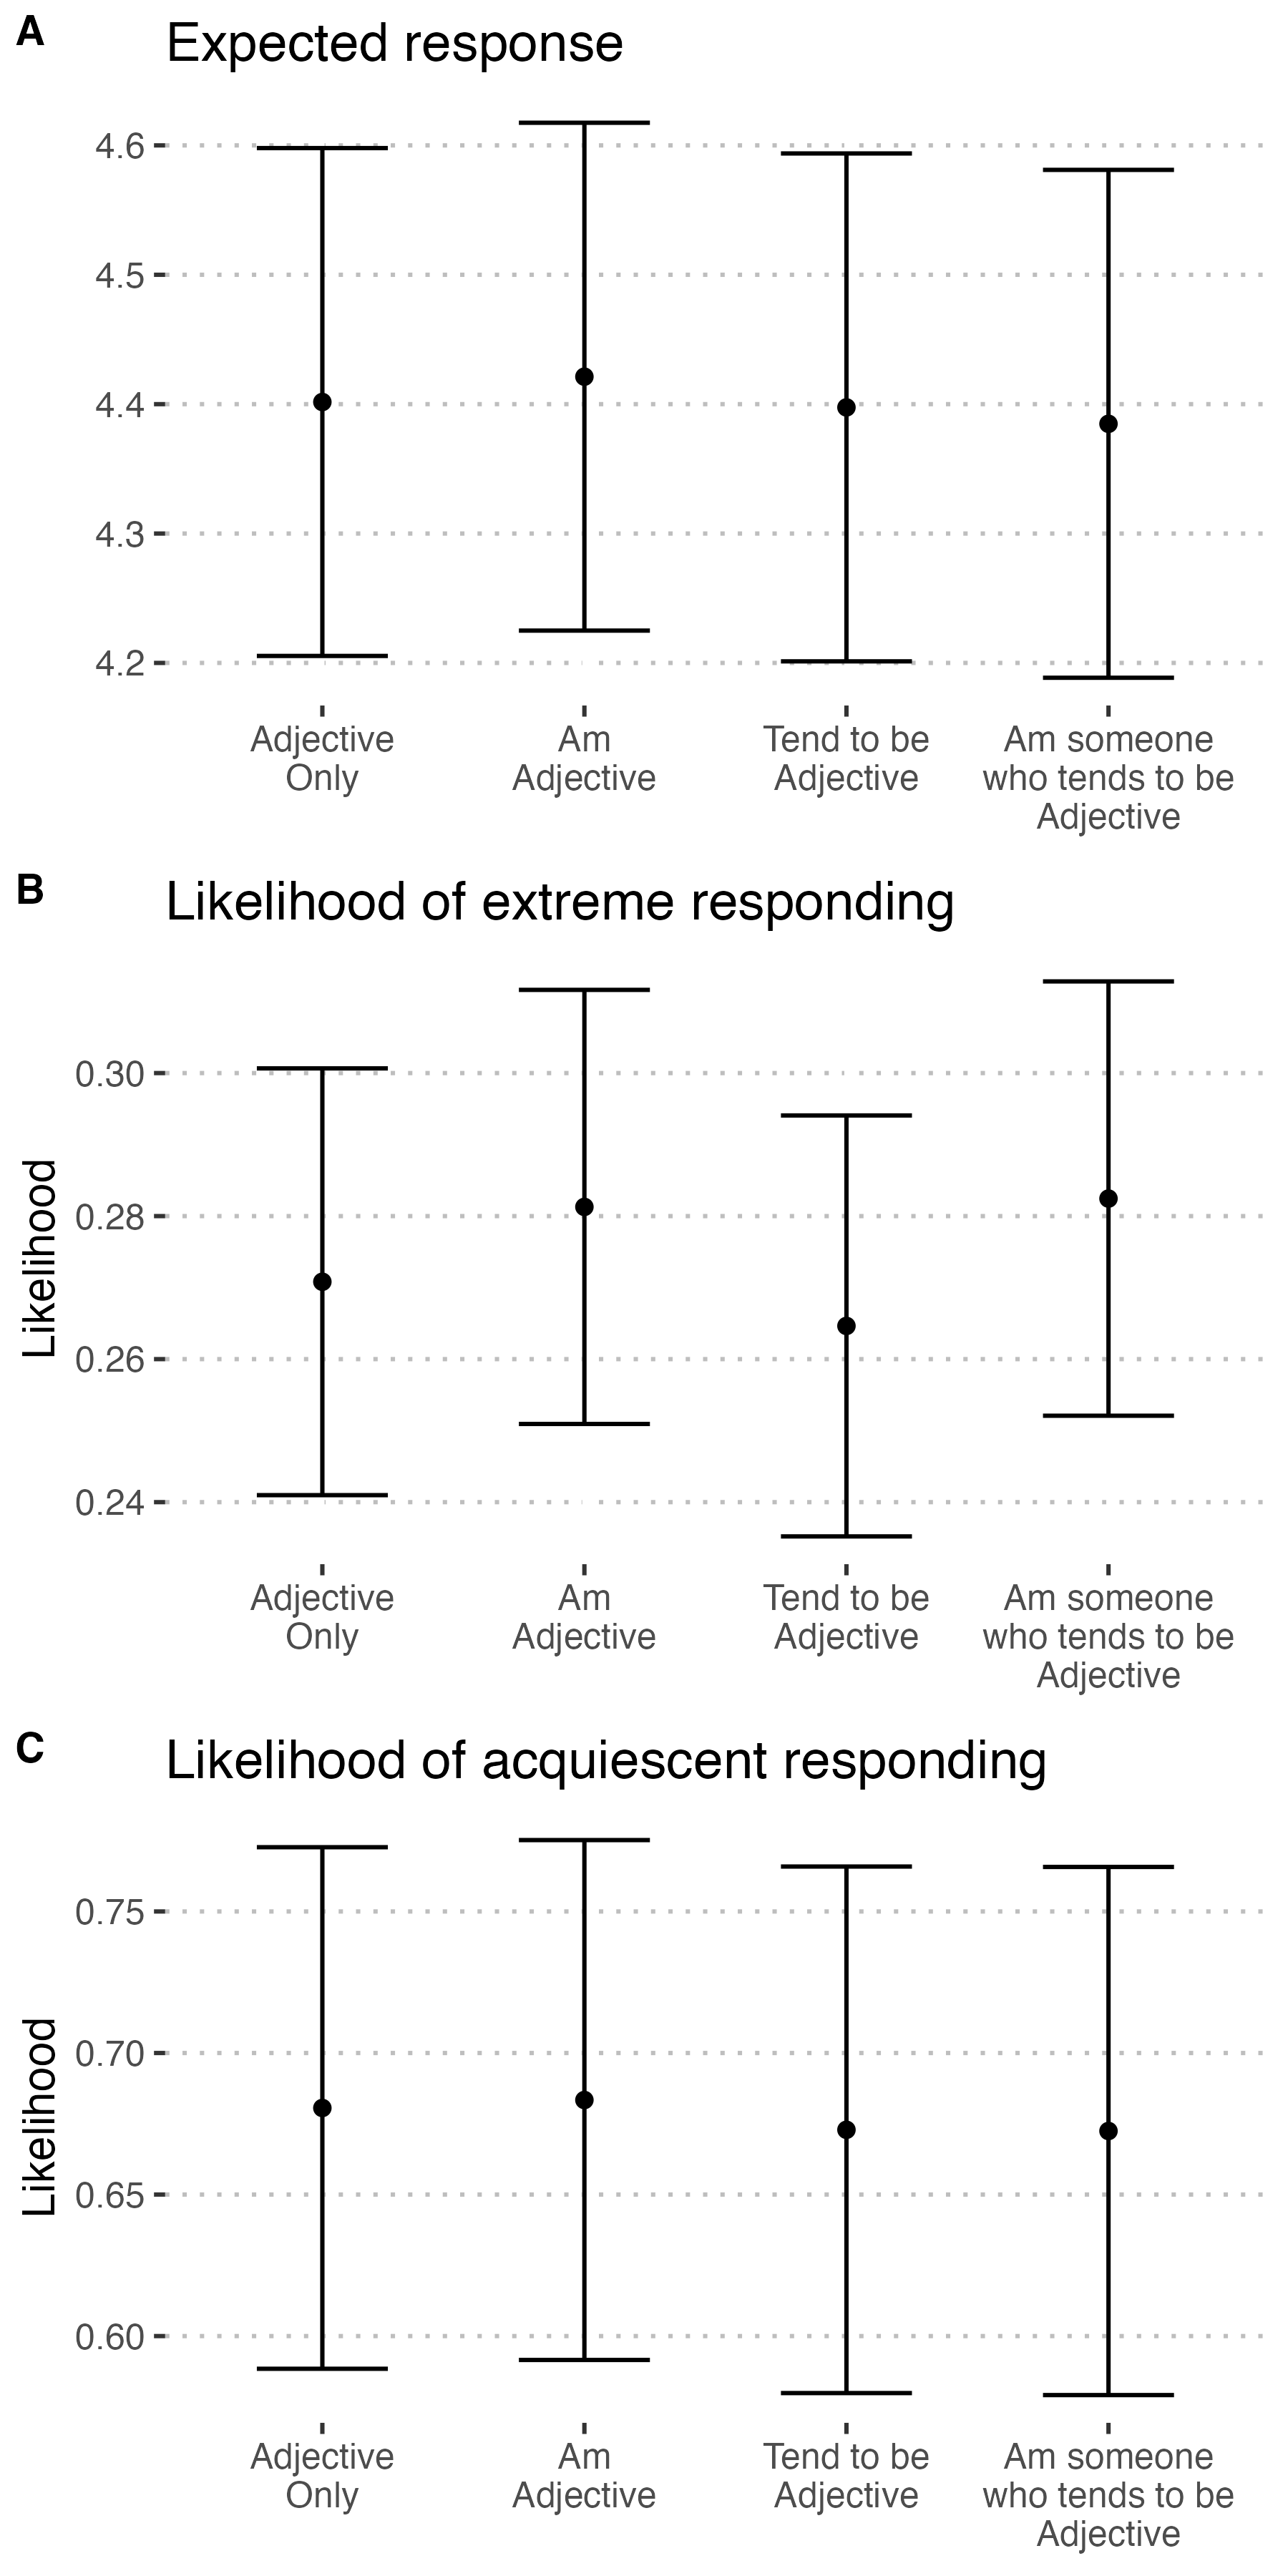 A
Expected response
4.6
4.5
4.4
4.3
4.2
Adjective
Only
Am
Adjective
Tend to be
Adjective
Am someone
who tends to be
Adjective
B
Likelihood of extreme responding
Likelihood
0.30
0.28
0.26
0.24
Adjective
Only
Am
Adjective
Tend to be
Adjective
Am someone
who tends to be
Adjective
C
Likelihood of acquiescent responding
Likelihood
0.75
0.70
0.65
0.60
Adjective
Only
Am
Adjective
Tend to be
Adjective
Am someone
who tends to be
Adjective